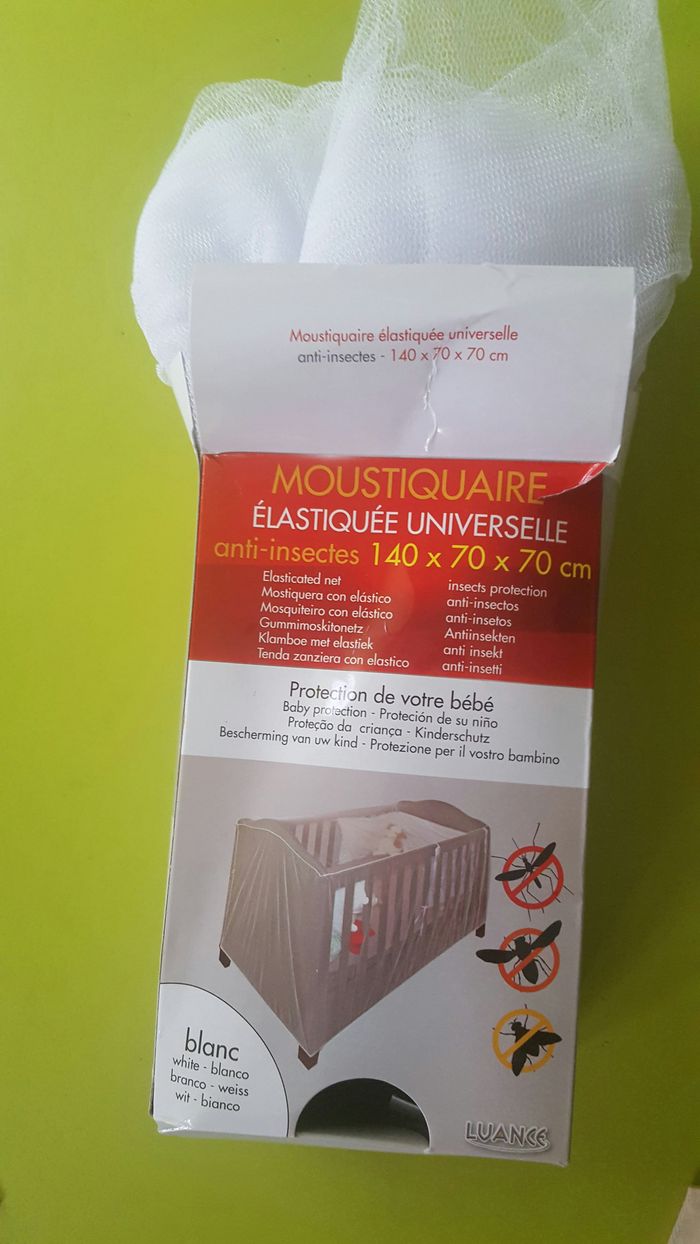 Moustiquaire élastiquée universelle
anti-insectes - 140 x 70 x 70 cm
MOUSTIQUAIRE
ÉLASTIQUÉE UNIVERSELLE
anti-insectes 140 x 70 x 70 cm
Elasticated net insects protection
Mostiquera con elástico anti-insectos
Mosquiteiro con elástico anti-insetos
Gummimoskitonetz Antiinsekten
Klamboe met elastiek anti insekt
Tenda zanziera con elastico anti-insetti
Protection de votre bébé
Baby protection - Proteción de su niño
Proteção da criança - Kinderschutz
Bescherming van uw kind - Protezione per il vostro bambino
blanc
white - blanco
branco - weiss
wit - bianco
LUANCE